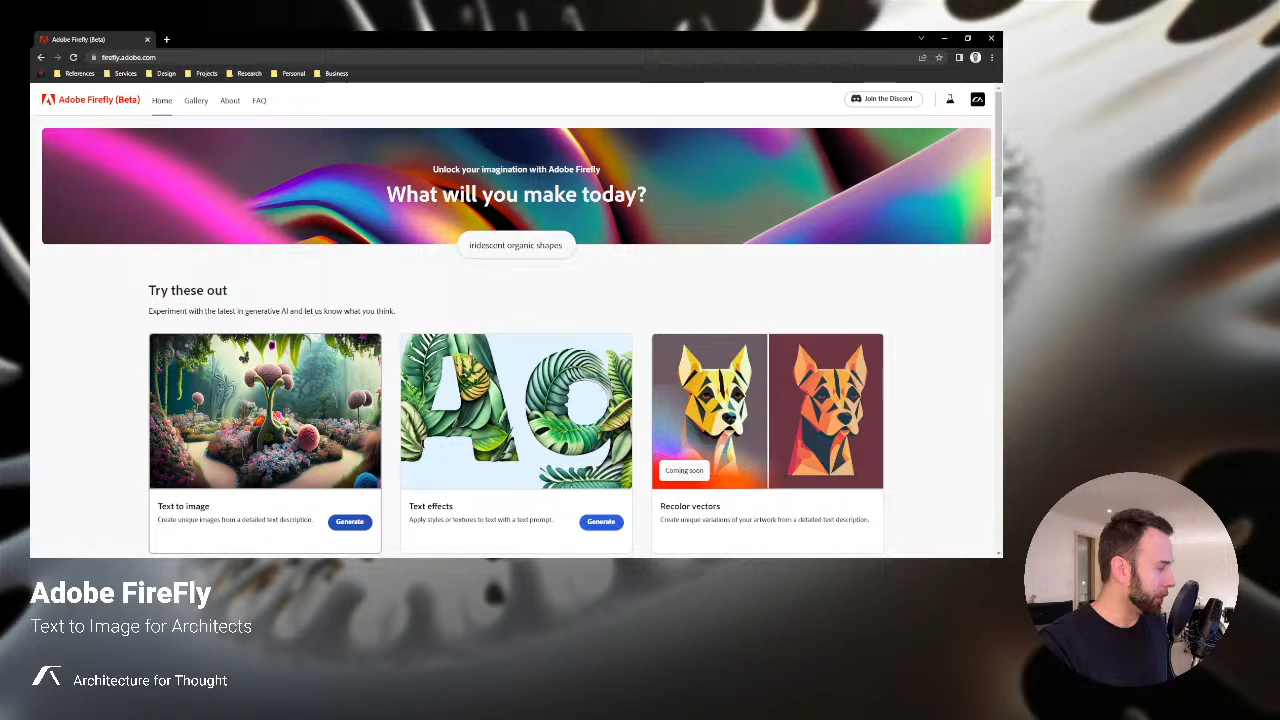 Adobe Firefly (Beta)
firefly.adobe.com
References
Services
Design
Projects
Research
Personal
Business
Adobe Firefly (Beta)
Home
Gallery
About
FAQ
Join the Discord
Unlock your imagination with Adobe Firefly
What will you make today?
iridescent organic shapes
Try these out
Experiment with the latest in generative AI and let us know what you think.
Coming soon
Text to image
Create unique images from a detailed text description.
Generate
Text effects
Apply styles or textures to text with a text prompt.
Generate
Recolor vectors
Create unique variations of your artwork from a detailed text description.
Adobe FireFly
Text to Image for Architects
Architecture for Thought